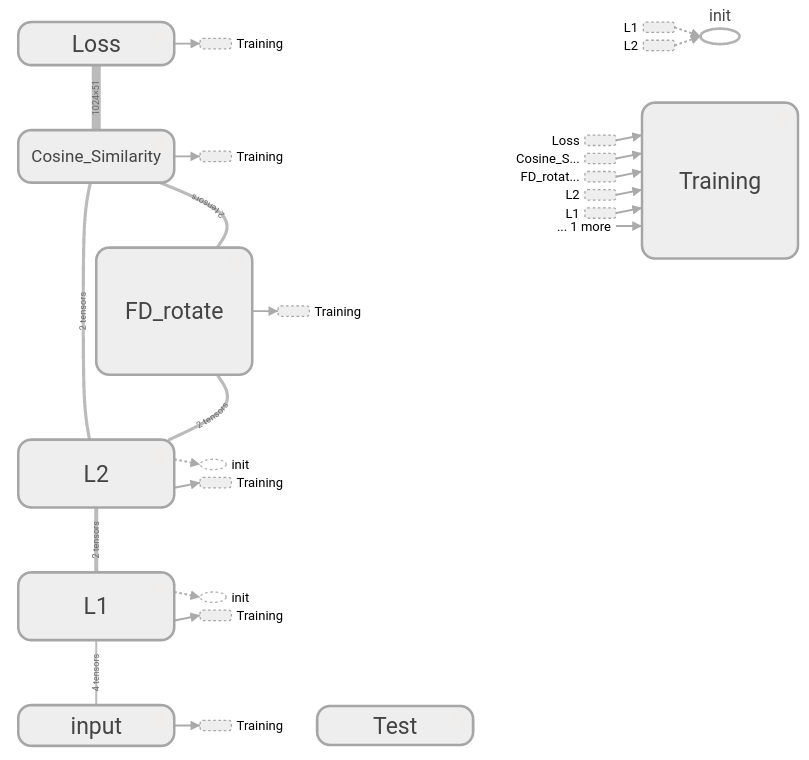 init
L1
L2
Loss
Training
1024×51
Cosine_Similarity
Training
2 tensors
2 tensors
FD_rotate
Training
2 tensors
L2
init
Training
2 tensors
L1
init
Training
4 tensors
input
Training
Test
Loss
Cosine_S...
FD_rotat...
L2
L1
... 1 more
Training